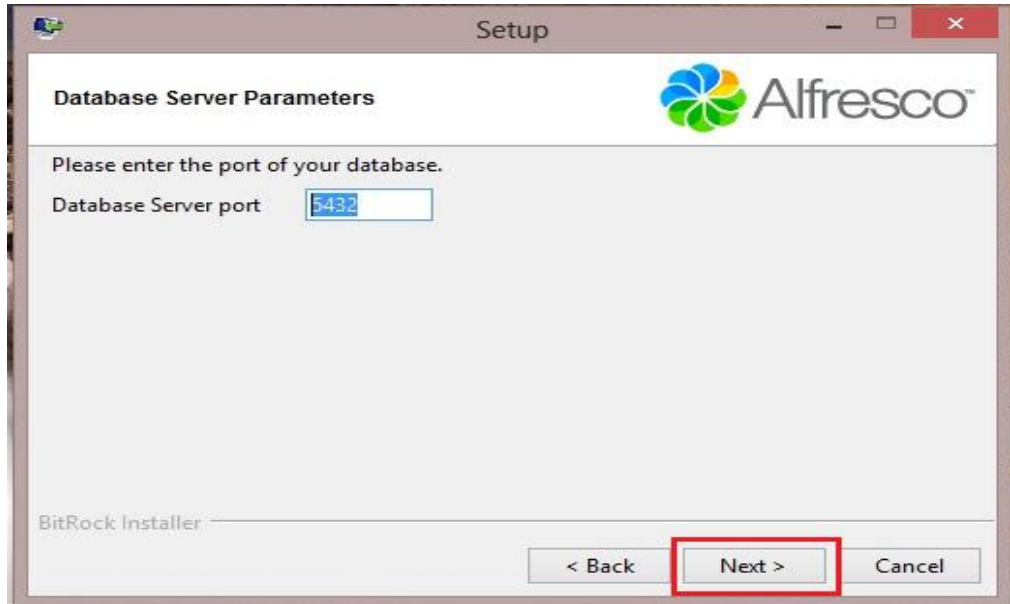 Setup
Database Server Parameters
Alfresco™
Please enter the port of your database.
Database Server port 5432
BitRock Installer
< Back Next > Cancel